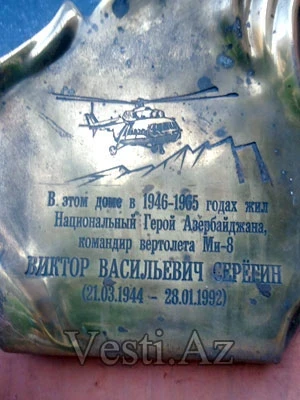 В этом доме в 1946-1965 годах жил
Национальный Герой Азербайджана,
командир вертолета Ми-8
ВИКТОР ВАСИЛЬЕВИЧ СЕРЁГИН
(21.03.1944 – 28.01.1992)
Vesti.Az